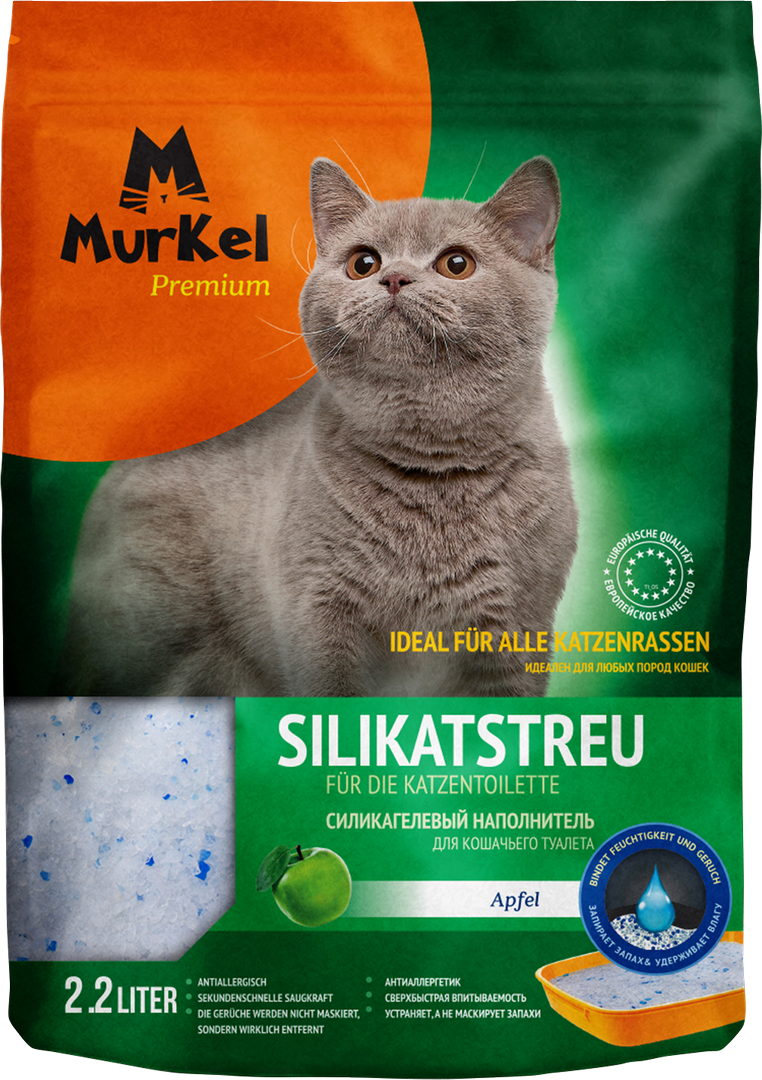 M
MurKel
Premium
EUROPÄISCHE QUALITÄT
ЕВРОПЕЙСКОЕ КАЧЕСТВО
IDEAL FÜR ALLE KATZENRASSEN
ИДЕАЛЕН ДЛЯ ЛЮБЫХ ПОРОД КОШЕК
SILIKATSTREU
FÜR DIE KATZENTOILETTE
СИЛИКАГЕЛЕВЫЙ НАПОЛНИТЕЛЬ
ДЛЯ КОШАЧЬЕГО ТУАЛЕТА
Apfel
BINDET FEUCHTIGKEIT UND GERUCH
ЗАПИРАЕТ ЗАПАХ & УДЕРЖИВАЕТ ВЛАГУ
2.2 LITER
ANTIALLERGISCH
SEKUNDENSCHNELLE SAUGKRAFT
DIE GERÜCHE WERDEN NICHT MASKIERT,
SONDERN WIRKLICH ENTFERNT
АНТИАЛЛЕРГЕТИК
СВЕРХБЫСТРАЯ ВПИТЫВАЕМОСТЬ
УСТРАНЯЕТ, А НЕ МАСКИРУЕТ ЗАПАХИ